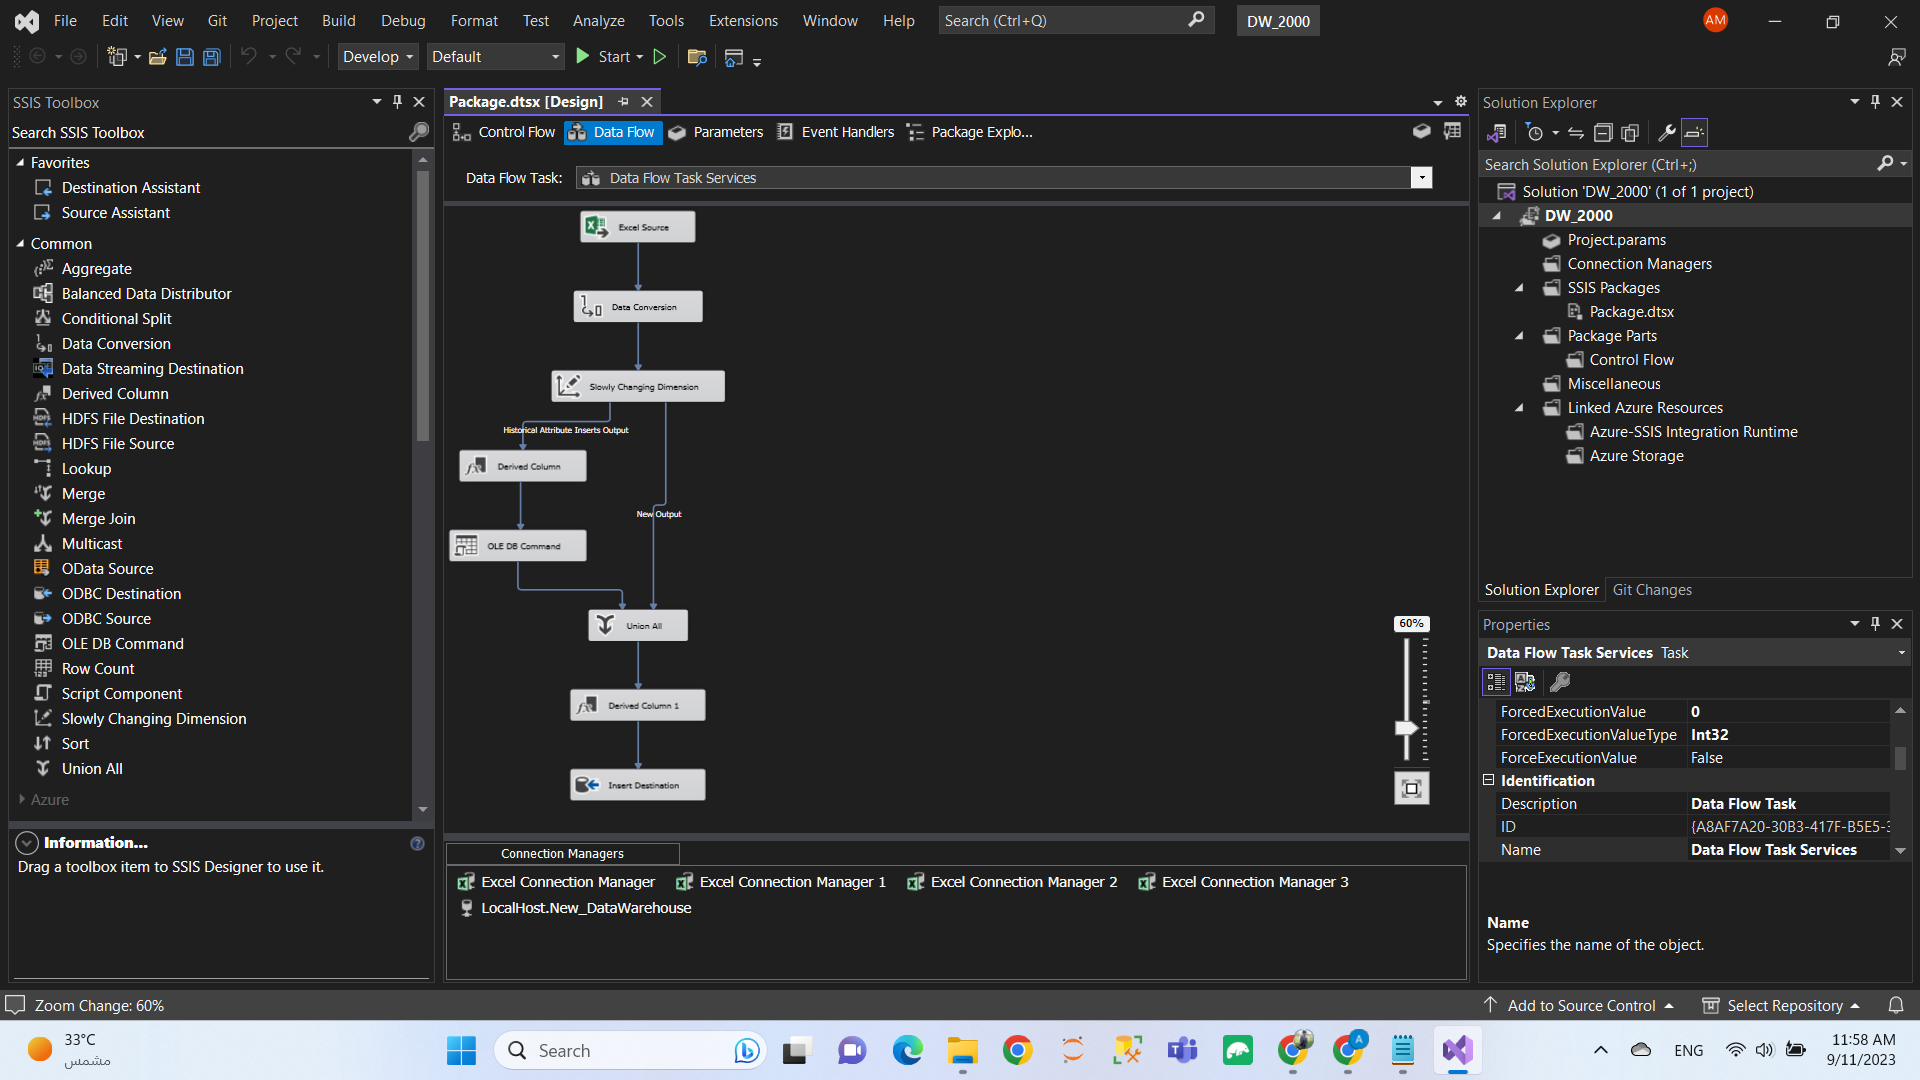 File Edit View Git Project Build Debug Format Test Analyze Tools Extensions Window Help Search (Ctrl+Q) DW_2000 AM
Develop Default Start
SSIS Toolbox
Search SSIS Toolbox
Favorites
Destination Assistant
Source Assistant
Common
Aggregate
Balanced Data Distributor
Conditional Split
Data Conversion
Data Streaming Destination
Derived Column
HDFS File Destination
HDFS File Source
Lookup
Merge
Merge Join
Multicast
OData Source
ODBC Destination
ODBC Source
OLE DB Command
Row Count
Script Component
Slowly Changing Dimension
Sort
Union All
Azure
Information...
Drag a toolbox item to SSIS Designer to use it.
Package.dtsx [Design]
Control Flow Data Flow Parameters Event Handlers Package Explo...
Data Flow Task: Data Flow Task Services
Excel Source
Data Conversion
Slowly Changing Dimension
Historical Attribute Inserts Output
Derived Column
New Output
OLE DB Command
Union All
Derived Column 1
Insert Destination
60%
Connection Managers
Excel Connection Manager Excel Connection Manager 1 Excel Connection Manager 2 Excel Connection Manager 3
LocalHost.New_DataWarehouse
Solution Explorer
Search Solution Explorer (Ctrl+;)
Solution 'DW_2000' (1 of 1 project)
DW_2000
Project.params
Connection Managers
SSIS Packages
Package.dtsx
Package Parts
Control Flow
Miscellaneous
Linked Azure Resources
Azure-SSIS Integration Runtime
Azure Storage
Solution Explorer Git Changes
Properties
Data Flow Task Services Task
ForcedExecutionValue 0
ForcedExecutionValueType Int32
ForceExecutionValue False
Identification
Description Data Flow Task
ID {A8AF7A20-30B3-417F-B5E5-3
Name Data Flow Task Services
Name
Specifies the name of the object.
Zoom Change: 60% Add to Source Control Select Repository
33°C
مشمس
Search
ENG
11:58 AM
9/11/2023